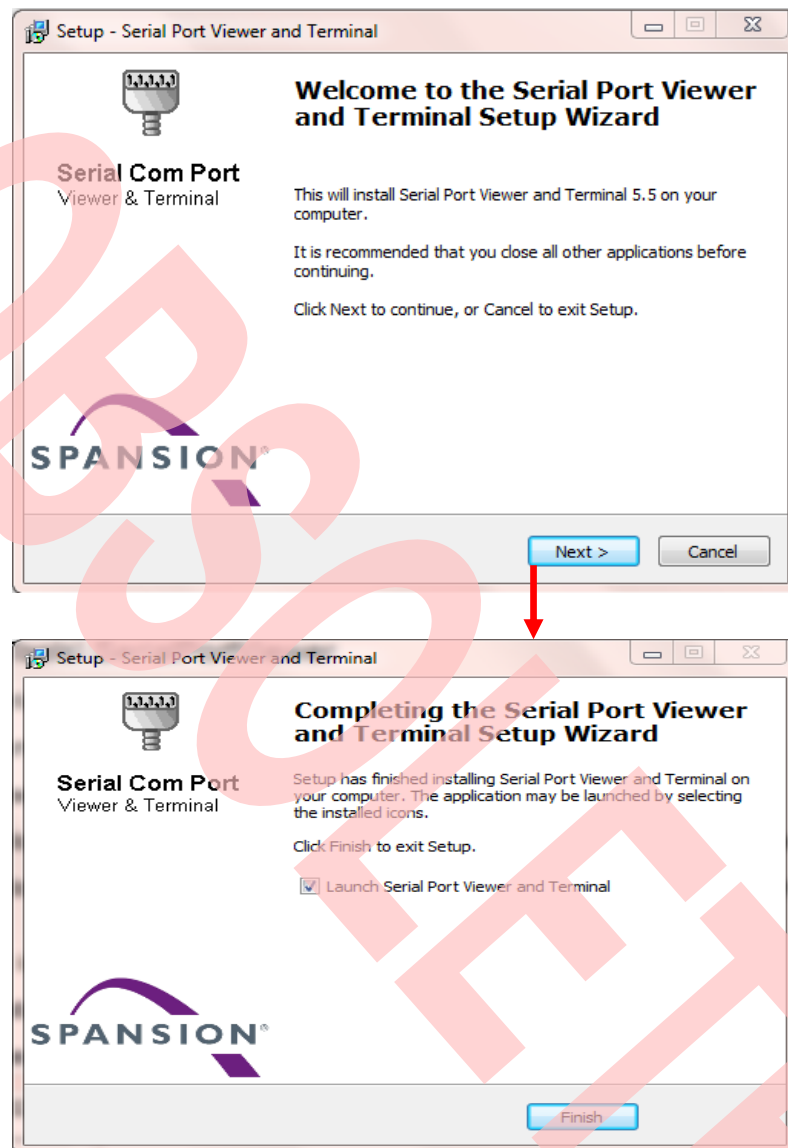 Setup - Serial Port Viewer and Terminal
Serial Com Port
Viewer & Terminal
Welcome to the Serial Port Viewer
and Terminal Setup Wizard
This will install Serial Port Viewer and Terminal 5.5 on your
computer.
It is recommended that you close all other applications before
continuing.
Click Next to continue, or Cancel to exit Setup.
SPANSION®
Next >
Cancel
Setup - Serial Port Viewer and Terminal
Serial Com Port
Viewer & Terminal
Completing the Serial Port Viewer
and Terminal Setup Wizard
Setup has finished installing Serial Port Viewer and Terminal on
your computer. The application may be launched by selecting
the installed icons.
Click Finish to exit Setup.
Launch Serial Port Viewer and Terminal
SPANSION®
Finish
OBSOLET